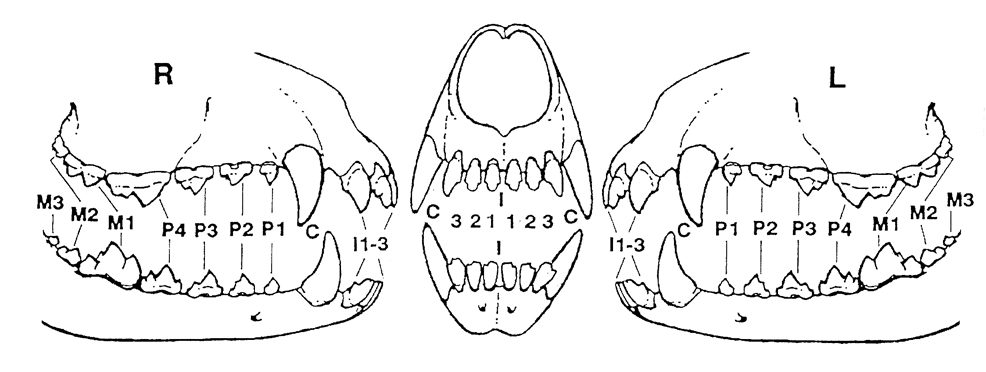 R
L
M3 M2 M1 P4 P3 P2 P1 C I1-3
C 3 2 1 I 1 2 3 C
I
I1-3 C P1 P2 P3 P4 M1 M2 M3